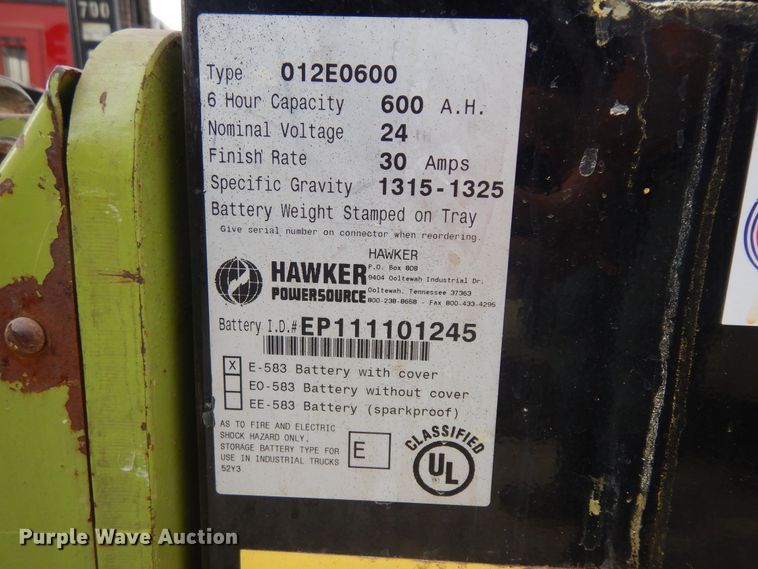 700
Type 012E0600
6 Hour Capacity 600 A.H.
Nominal Voltage 24
Finish Rate 30 Amps
Specific Gravity 1315-1325
Battery Weight Stamped on Tray
Give serial number on connector when reordering.
HAWKER
POWERSOURCE
HAWKER
P.O. Box 808
9404 Ooltewah Industrial Dr.
Ooltewah, Tennessee 37363
800-238-8658 - Fax 800-433-4295
Battery I.D.# EP111101245
X E-583 Battery with cover
EO-583 Battery without cover
EE-583 Battery (sparkproof)
AS TO FIRE AND ELECTRIC
SHOCK HAZARD ONLY.
STORAGE BATTERY TYPE FOR
USE IN INDUSTRIAL TRUCKS
52Y3
E
CLASSIFIED
UL
Purple Wave Auction